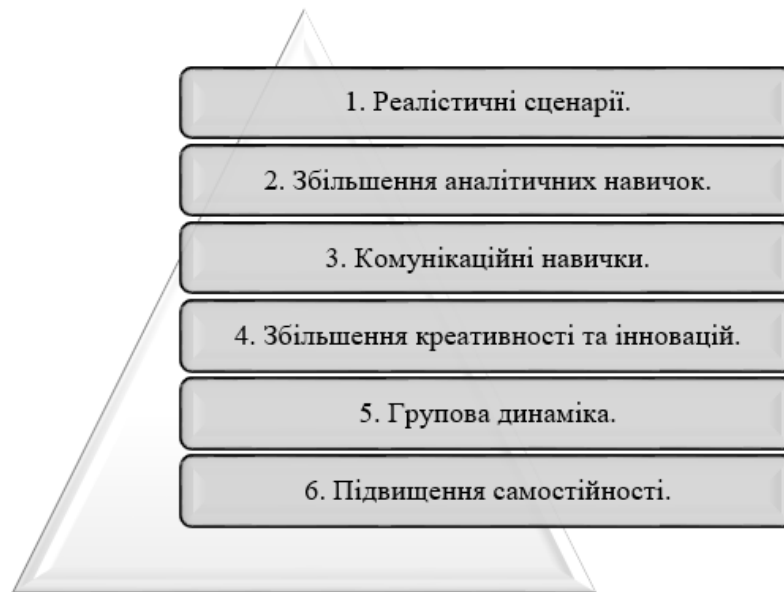 1. Реалістичні сценарії.
2. Збільшення аналітичних навичок.
3. Комунікаційні навички.
4. Збільшення креативності та інновацій.
5. Групова динаміка.
6. Підвищення самостійності.